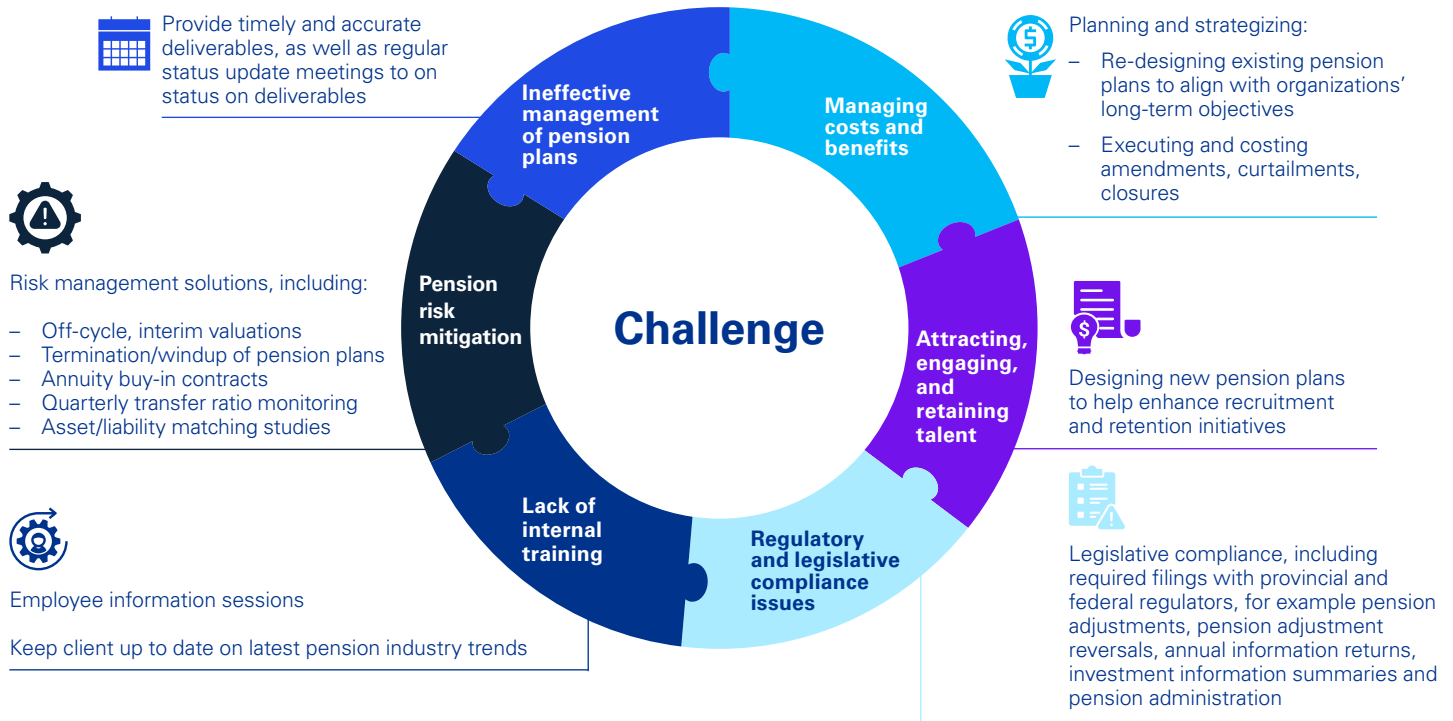 Provide timely and accurate
deliverables, as well as regular
status update meetings to on
status on deliverables
Ineffective
management
of pension
plans
Managing
costs and
benefits
$
Planning and strategizing:
– Re-designing existing pension
plans to align with organizations’
long-term objectives
– Executing and costing
amendments, curtailments,
closures
Risk management solutions, including:
– Off-cycle, interim valuations
– Termination/windup of pension plans
– Annuity buy-in contracts
– Quarterly transfer ratio monitoring
– Asset/liability matching studies
Pension
risk
mitigation
Challenge
Attracting,
engaging,
and
retaining
talent
$
Designing new pension plans
to help enhance recruitment
and retention initiatives
Employee information sessions
Keep client up to date on latest pension industry trends
Lack of
internal
training
Regulatory
and legislative
compliance
issues
Legislative compliance, including
required filings with provincial and
federal regulators, for example pension
adjustments, pension adjustment
reversals, annual information returns,
investment information summaries and
pension administration